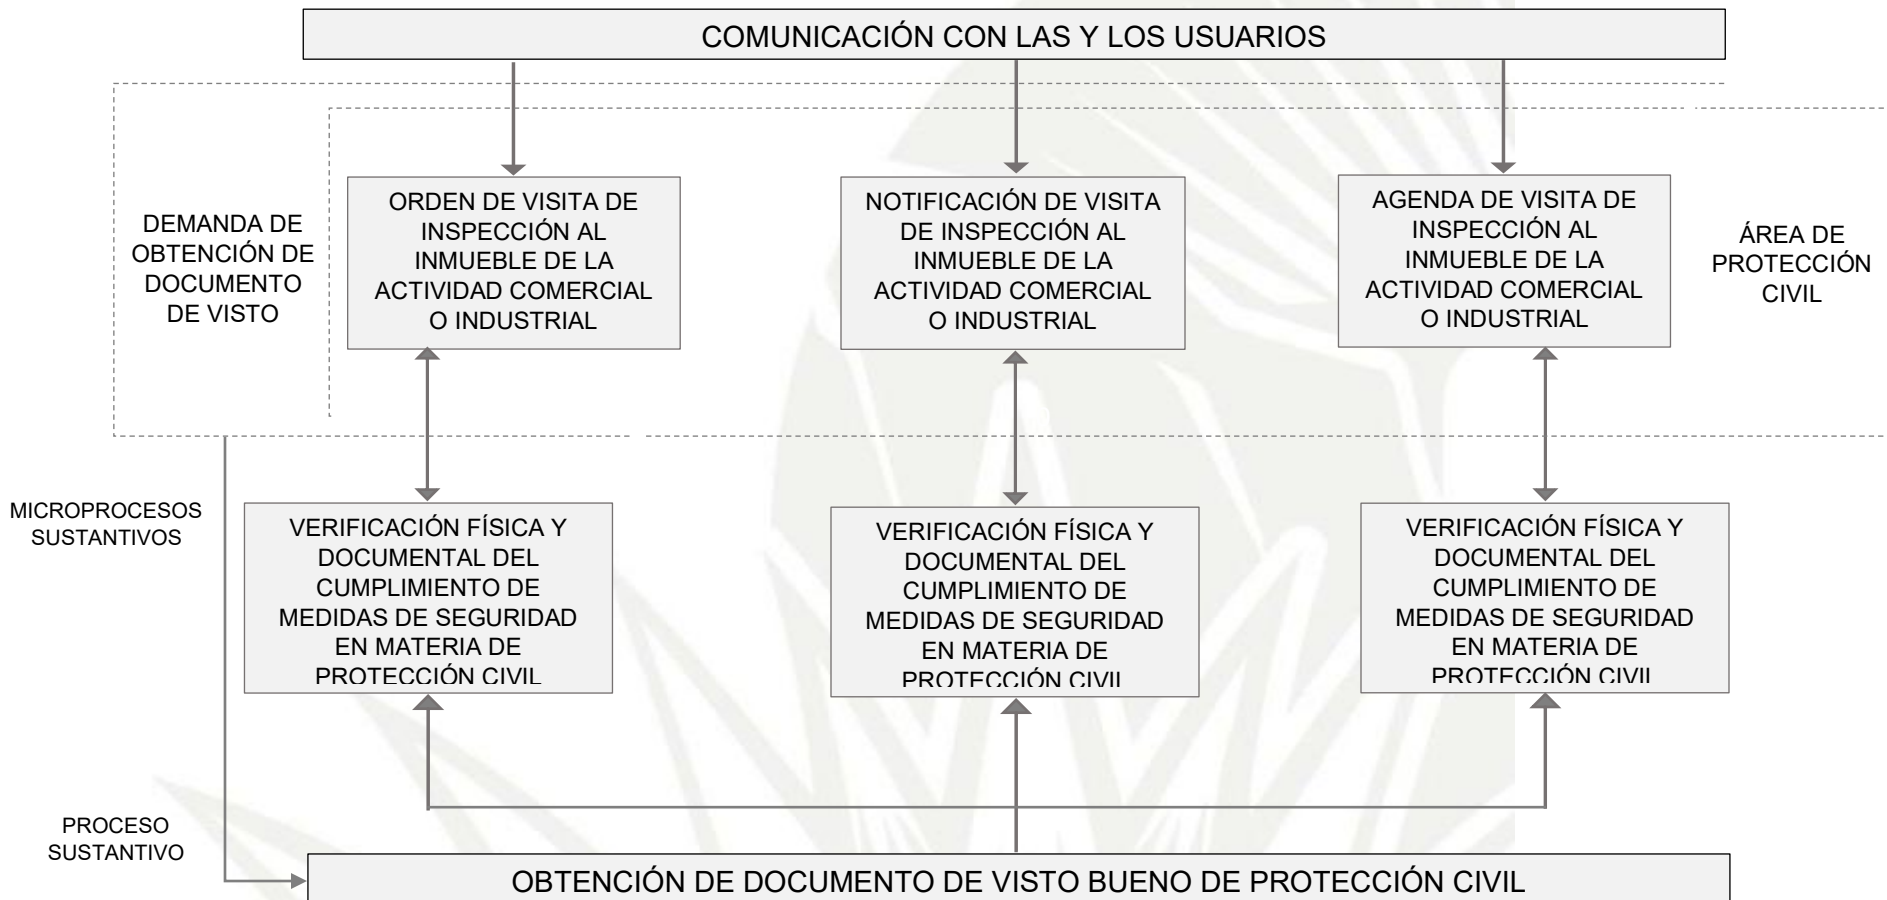 COMUNICACIÓN CON LAS Y LOS USUARIOS
DEMANDA DE
OBTENCIÓN DE
DOCUMENTO
DE VISTO
ORDEN DE VISITA DE
INSPECCIÓN AL
INMUEBLE DE LA
ACTIVIDAD COMERCIAL
O INDUSTRIAL
NOTIFICACIÓN DE VISITA
DE INSPECCIÓN AL
INMUEBLE DE LA
ACTIVIDAD COMERCIAL
O INDUSTRIAL
AGENDA DE VISITA DE
INSPECCIÓN AL
INMUEBLE DE LA
ACTIVIDAD COMERCIAL
O INDUSTRIAL
ÁREA DE
PROTECCIÓN
CIVIL
MICROPROCESOS
SUSTANTIVOS
VERIFICACIÓN FÍSICA Y
DOCUMENTAL DEL
CUMPLIMIENTO DE
MEDIDAS DE SEGURIDAD
EN MATERIA DE
PROTECCIÓN CIVIL
VERIFICACIÓN FÍSICA Y
DOCUMENTAL DEL
CUMPLIMIENTO DE
MEDIDAS DE SEGURIDAD
EN MATERIA DE
PROTECCIÓN CIVIL
VERIFICACIÓN FÍSICA Y
DOCUMENTAL DEL
CUMPLIMIENTO DE
MEDIDAS DE SEGURIDAD
EN MATERIA DE
PROTECCIÓN CIVIL
PROCESO
SUSTANTIVO
OBTENCIÓN DE DOCUMENTO DE VISTO BUENO DE PROTECCIÓN CIVIL